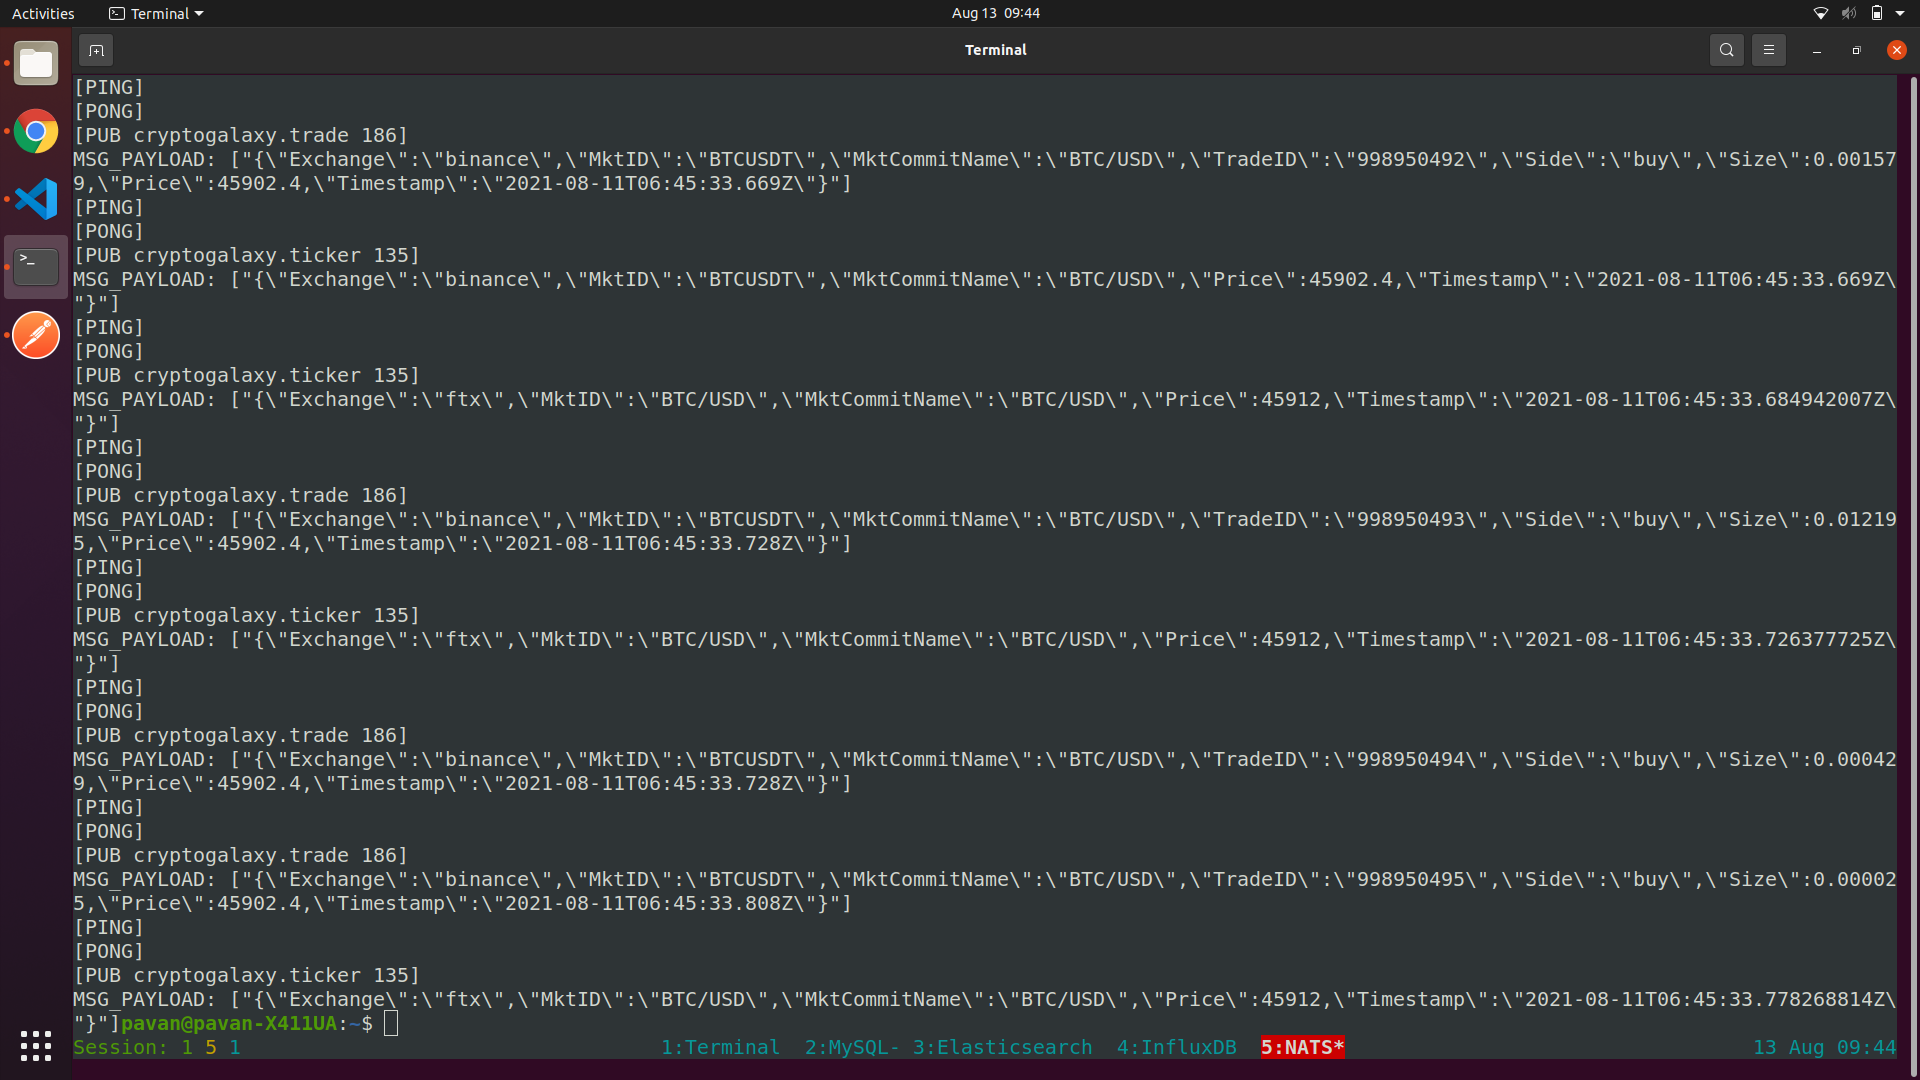 Activities Terminal Aug 13 09:44
Terminal
[PING]
[PONG]
[PUB cryptogalaxy.trade 186]
MSG_PAYLOAD: ["{\"Exchange\":\"binance\",\"MktID\":\"BTCUSDT\",\"MktCommitName\":\"BTC/USD\",\"TradeID\":\"998950492\",\"Side\":\"buy\",\"Size\":0.00157
9,\"Price\":45902.4,\"Timestamp\":\"2021-08-11T06:45:33.669Z\"}"]
[PING]
[PONG]
[PUB cryptogalaxy.ticker 135]
MSG_PAYLOAD: ["{\"Exchange\":\"binance\",\"MktID\":\"BTCUSDT\",\"MktCommitName\":\"BTC/USD\",\"Price\":45902.4,\"Timestamp\":\"2021-08-11T06:45:33.669Z\
"}"]
[PING]
[PONG]
[PUB cryptogalaxy.ticker 135]
MSG_PAYLOAD: ["{\"Exchange\":\"ftx\",\"MktID\":\"BTC/USD\",\"MktCommitName\":\"BTC/USD\",\"Price\":45912,\"Timestamp\":\"2021-08-11T06:45:33.684942007Z\
"}"]
[PING]
[PONG]
[PUB cryptogalaxy.trade 186]
MSG_PAYLOAD: ["{\"Exchange\":\"binance\",\"MktID\":\"BTCUSDT\",\"MktCommitName\":\"BTC/USD\",\"TradeID\":\"998950493\",\"Side\":\"buy\",\"Size\":0.01219
5,\"Price\":45902.4,\"Timestamp\":\"2021-08-11T06:45:33.728Z\"}"]
[PING]
[PONG]
[PUB cryptogalaxy.ticker 135]
MSG_PAYLOAD: ["{\"Exchange\":\"ftx\",\"MktID\":\"BTC/USD\",\"MktCommitName\":\"BTC/USD\",\"Price\":45912,\"Timestamp\":\"2021-08-11T06:45:33.726377725Z\
"}"]
[PING]
[PONG]
[PUB cryptogalaxy.trade 186]
MSG_PAYLOAD: ["{\"Exchange\":\"binance\",\"MktID\":\"BTCUSDT\",\"MktCommitName\":\"BTC/USD\",\"TradeID\":\"998950494\",\"Side\":\"buy\",\"Size\":0.00042
9,\"Price\":45902.4,\"Timestamp\":\"2021-08-11T06:45:33.728Z\"}"]
[PING]
[PONG]
[PUB cryptogalaxy.trade 186]
MSG_PAYLOAD: ["{\"Exchange\":\"binance\",\"MktID\":\"BTCUSDT\",\"MktCommitName\":\"BTC/USD\",\"TradeID\":\"998950495\",\"Side\":\"buy\",\"Size\":0.00002
5,\"Price\":45902.4,\"Timestamp\":\"2021-08-11T06:45:33.808Z\"}"]
[PING]
[PONG]
[PUB cryptogalaxy.ticker 135]
MSG_PAYLOAD: ["{\"Exchange\":\"ftx\",\"MktID\":\"BTC/USD\",\"MktCommitName\":\"BTC/USD\",\"Price\":45912,\"Timestamp\":\"2021-08-11T06:45:33.778268814Z\
"}"]pavan@pavan-X411UA:~$
Session: 1 5 1 1:Terminal 2:MySQL- 3:Elasticsearch 4:InfluxDB 5:NATS* 13 Aug 09:44